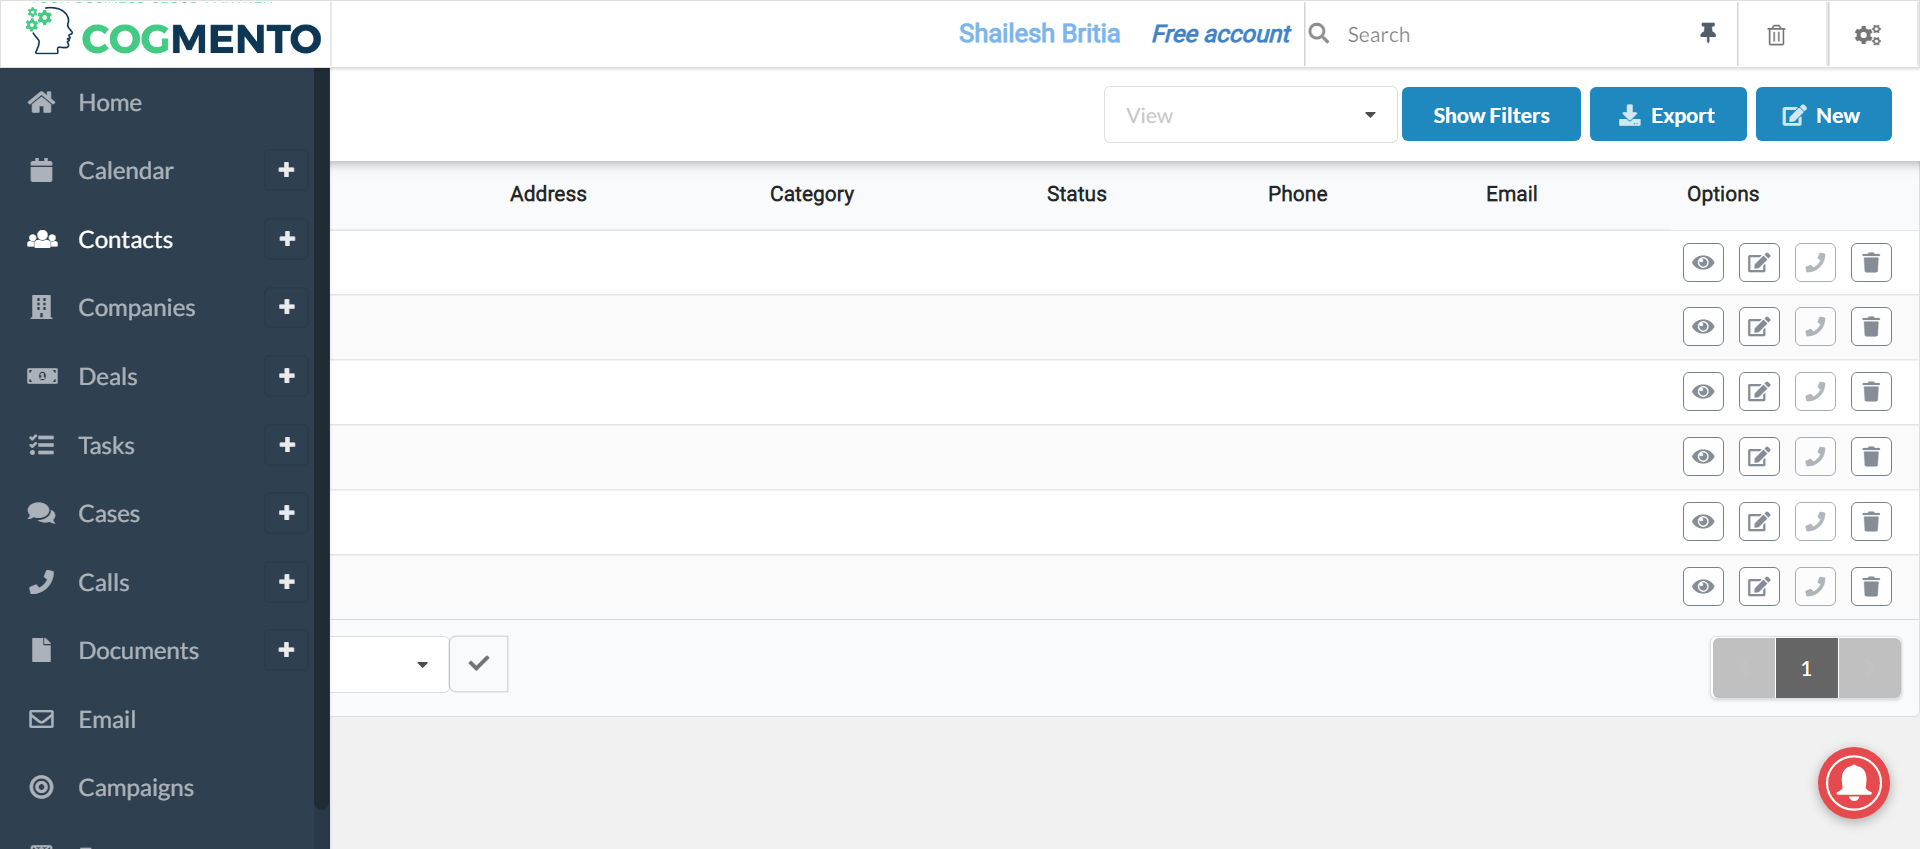 COGMENTO
Shailesh Britia
Free account
Search
Home
Calendar
Contacts
Companies
Deals
Tasks
Cases
Calls
Documents
Email
Campaigns
View
Show Filters
Export
New
Address
Category
Status
Phone
Email
Options
1